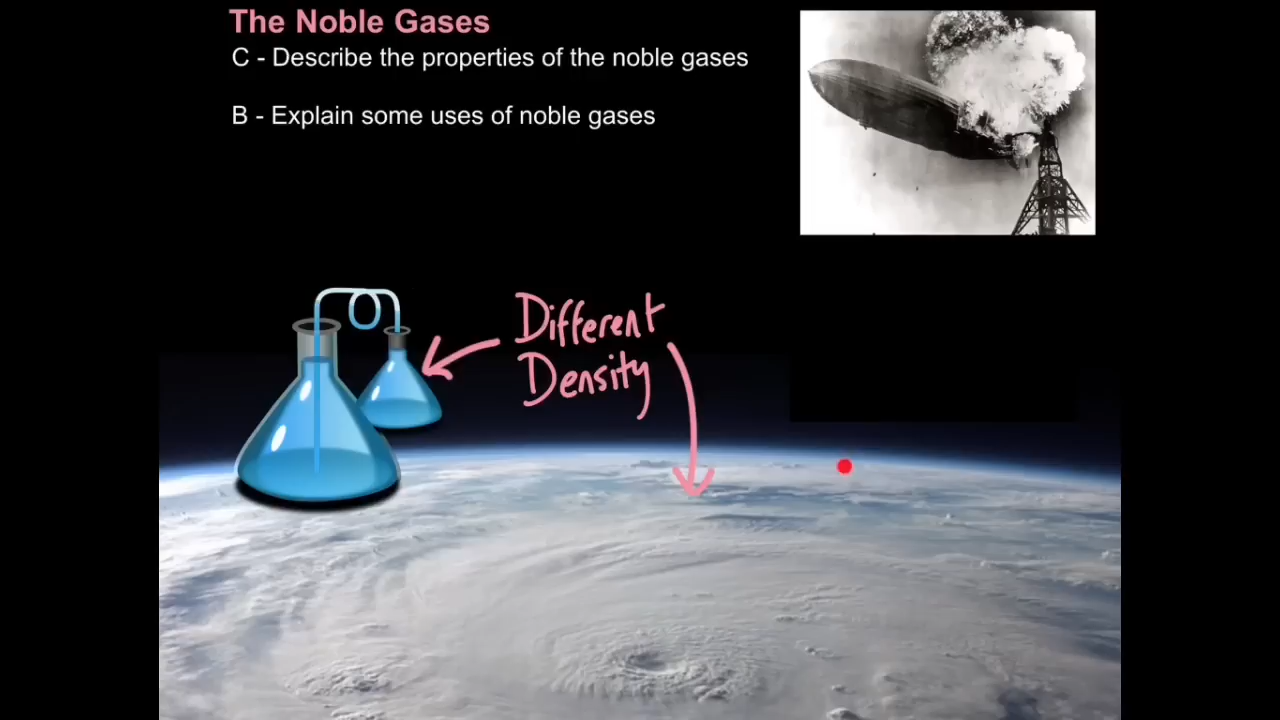 The Noble Gases
C - Describe the properties of the noble gases
B - Explain some uses of noble gases
Different
Density